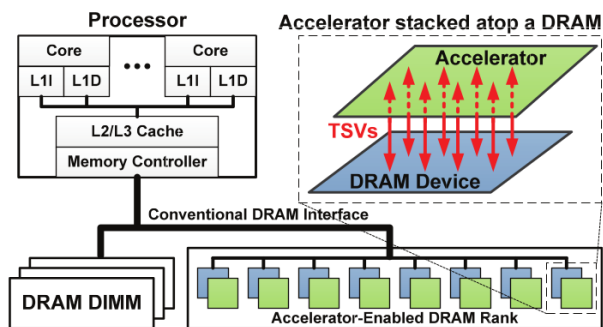 Processor
Core
Core
L1I
L1D
•••
L1I
L1D
L2/L3 Cache
Memory Controller
Accelerator stacked atop a DRAM
Accelerator
TSVs
DRAM Device
Conventional DRAM Interface
DRAM DIMM
Accelerator-Enabled DRAM Rank